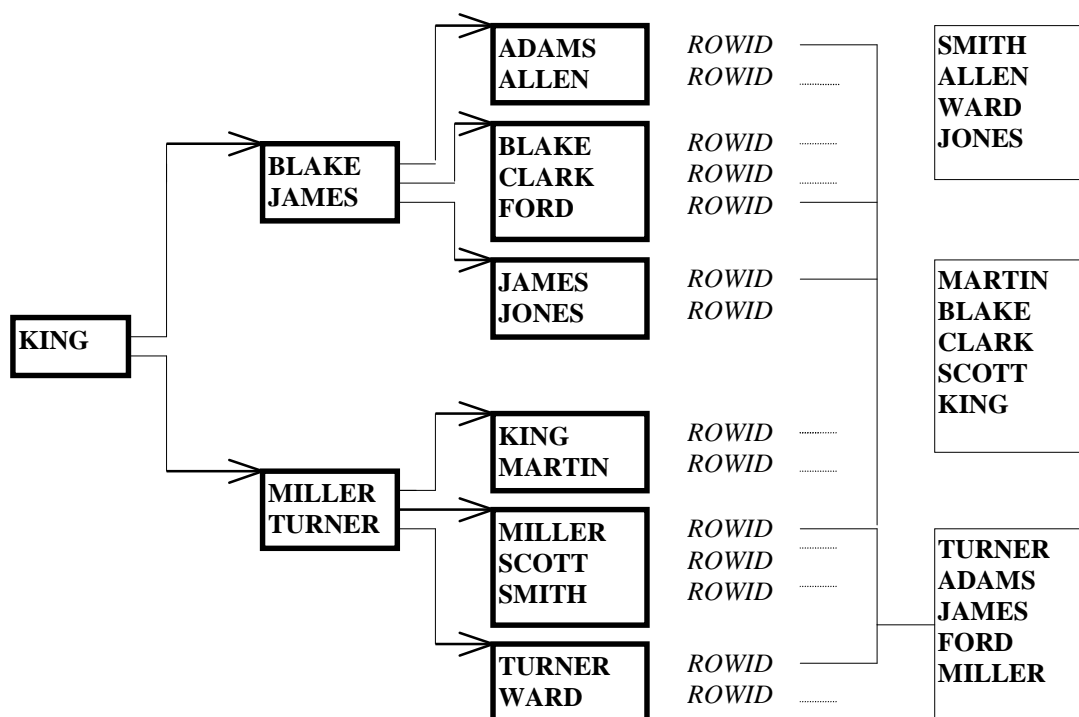 KING
BLAKE
JAMES
MILLER
TURNER
ADAMS
ALLEN
BLAKE
CLARK
FORD
JAMES
JONES
KING
MARTIN
MILLER
SCOTT
SMITH
TURNER
WARD
ROWID
ROWID
ROWID
ROWID
ROWID
ROWID
ROWID
ROWID
ROWID
ROWID
ROWID
ROWID
ROWID
ROWID
SMITH
ALLEN
WARD
JONES
MARTIN
BLAKE
CLARK
SCOTT
KING
TURNER
ADAMS
JAMES
FORD
MILLER